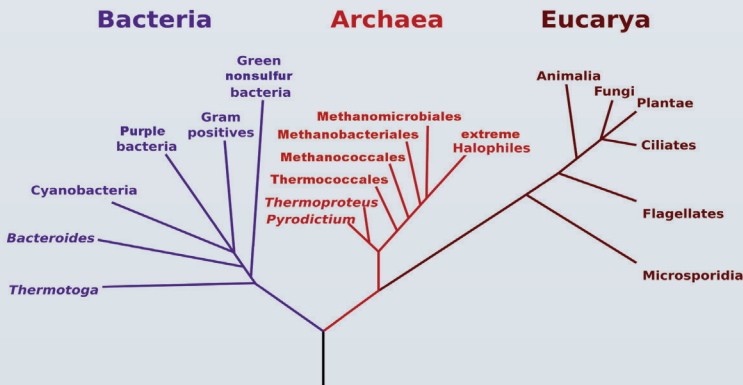 Bacteria
Archaea
Eucarya
Green
nonsulfur
bacteria
Gram
positives
Purple
bacteria
Cyanobacteria
Bacteroides
Thermotoga
Methanomicrobiales
Methanobacteriales
Methanococcales
Thermococcales
Thermoproteus
Pyrodictium
extreme
Halophiles
Animalia
Fungi
Plantae
Ciliates
Flagellates
Microsporidia